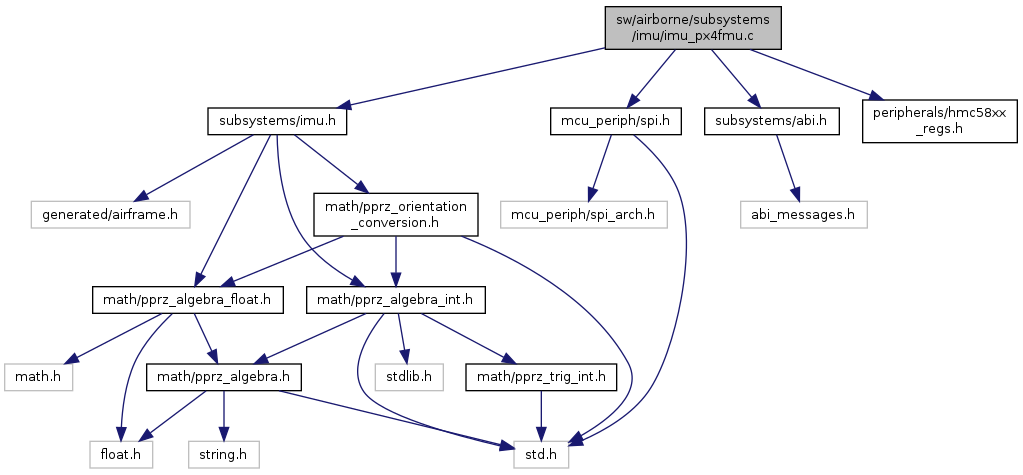 sw/airborne/subsystems
/imu/imu_px4fmu.c
subsystems/imu.h
mcu_periph/spi.h
subsystems/abi.h
peripherals/hmc58xx
_regs.h
generated/airframe.h
math/pprz_orientation
_conversion.h
mcu_periph/spi_arch.h
abi_messages.h
math/pprz_algebra_float.h
math/pprz_algebra_int.h
math.h
math/pprz_algebra.h
stdlib.h
math/pprz_trig_int.h
float.h
string.h
std.h